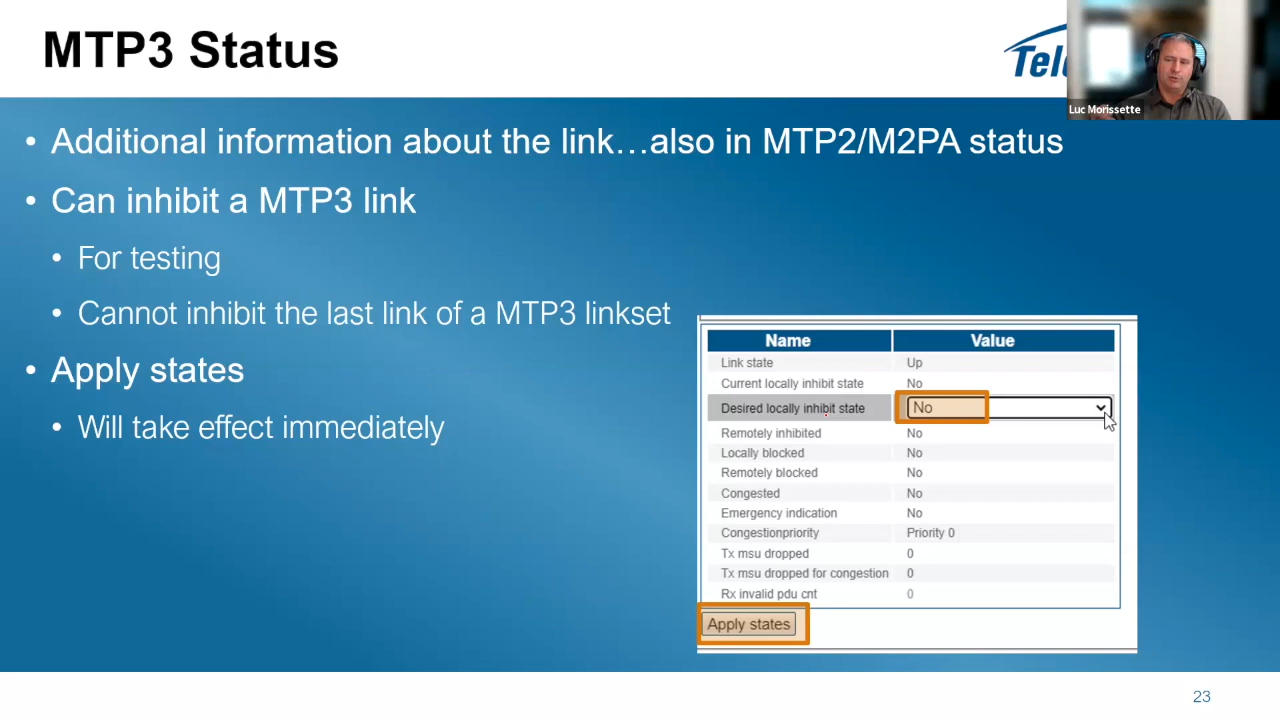 MTP3 Status
Luc Morissette
• Additional information about the link…also in MTP2/M2PA status
• Can inhibit a MTP3 link
• For testing
• Cannot inhibit the last link of a MTP3 linkset
• Apply states
• Will take effect immediately
Name Value
Link state Up
Current locally inhibit state No
Desired locally inhibit state No
Remotely inhibited No
Locally blocked No
Remotely blocked No
Congested No
Emergency indication No
Congestionpriority Priority 0
Tx msu dropped 0
Tx msu dropped for congestion 0
Rx invalid pdu cnt 0
Apply states
23